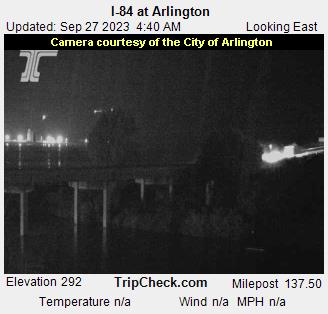 I-84 at Arlington
Updated: Sep 27 2023 4:40 AM Looking East
Camera courtesy of the City of Arlington
Elevation 292 TripCheck.com Milepost 137.50
Temperature n/a Wind n/a MPH n/a